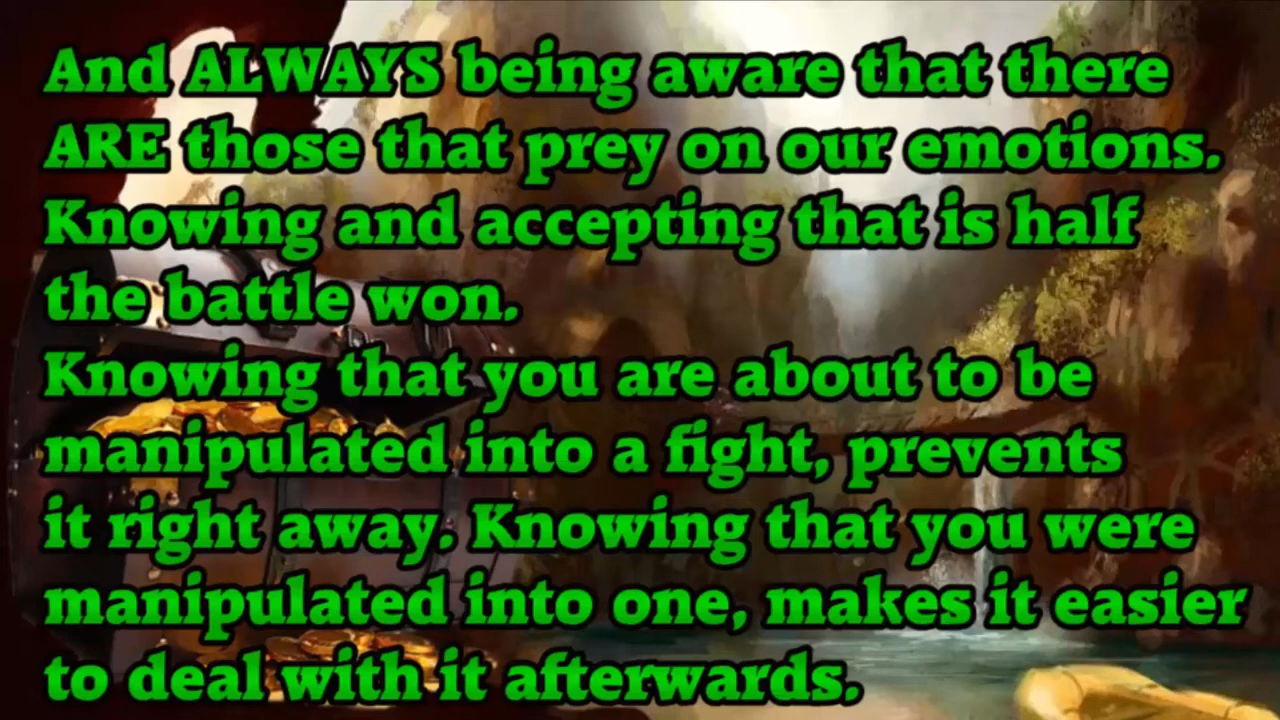 And ALWAYS being aware that there
ARE those that prey on our emotions.
Knowing and accepting that is half
the battle won.
Knowing that you are about to be
manipulated into a fight, prevents
it right away. Knowing that you were
manipulated into one, makes it easier
to deal with it afterwards.